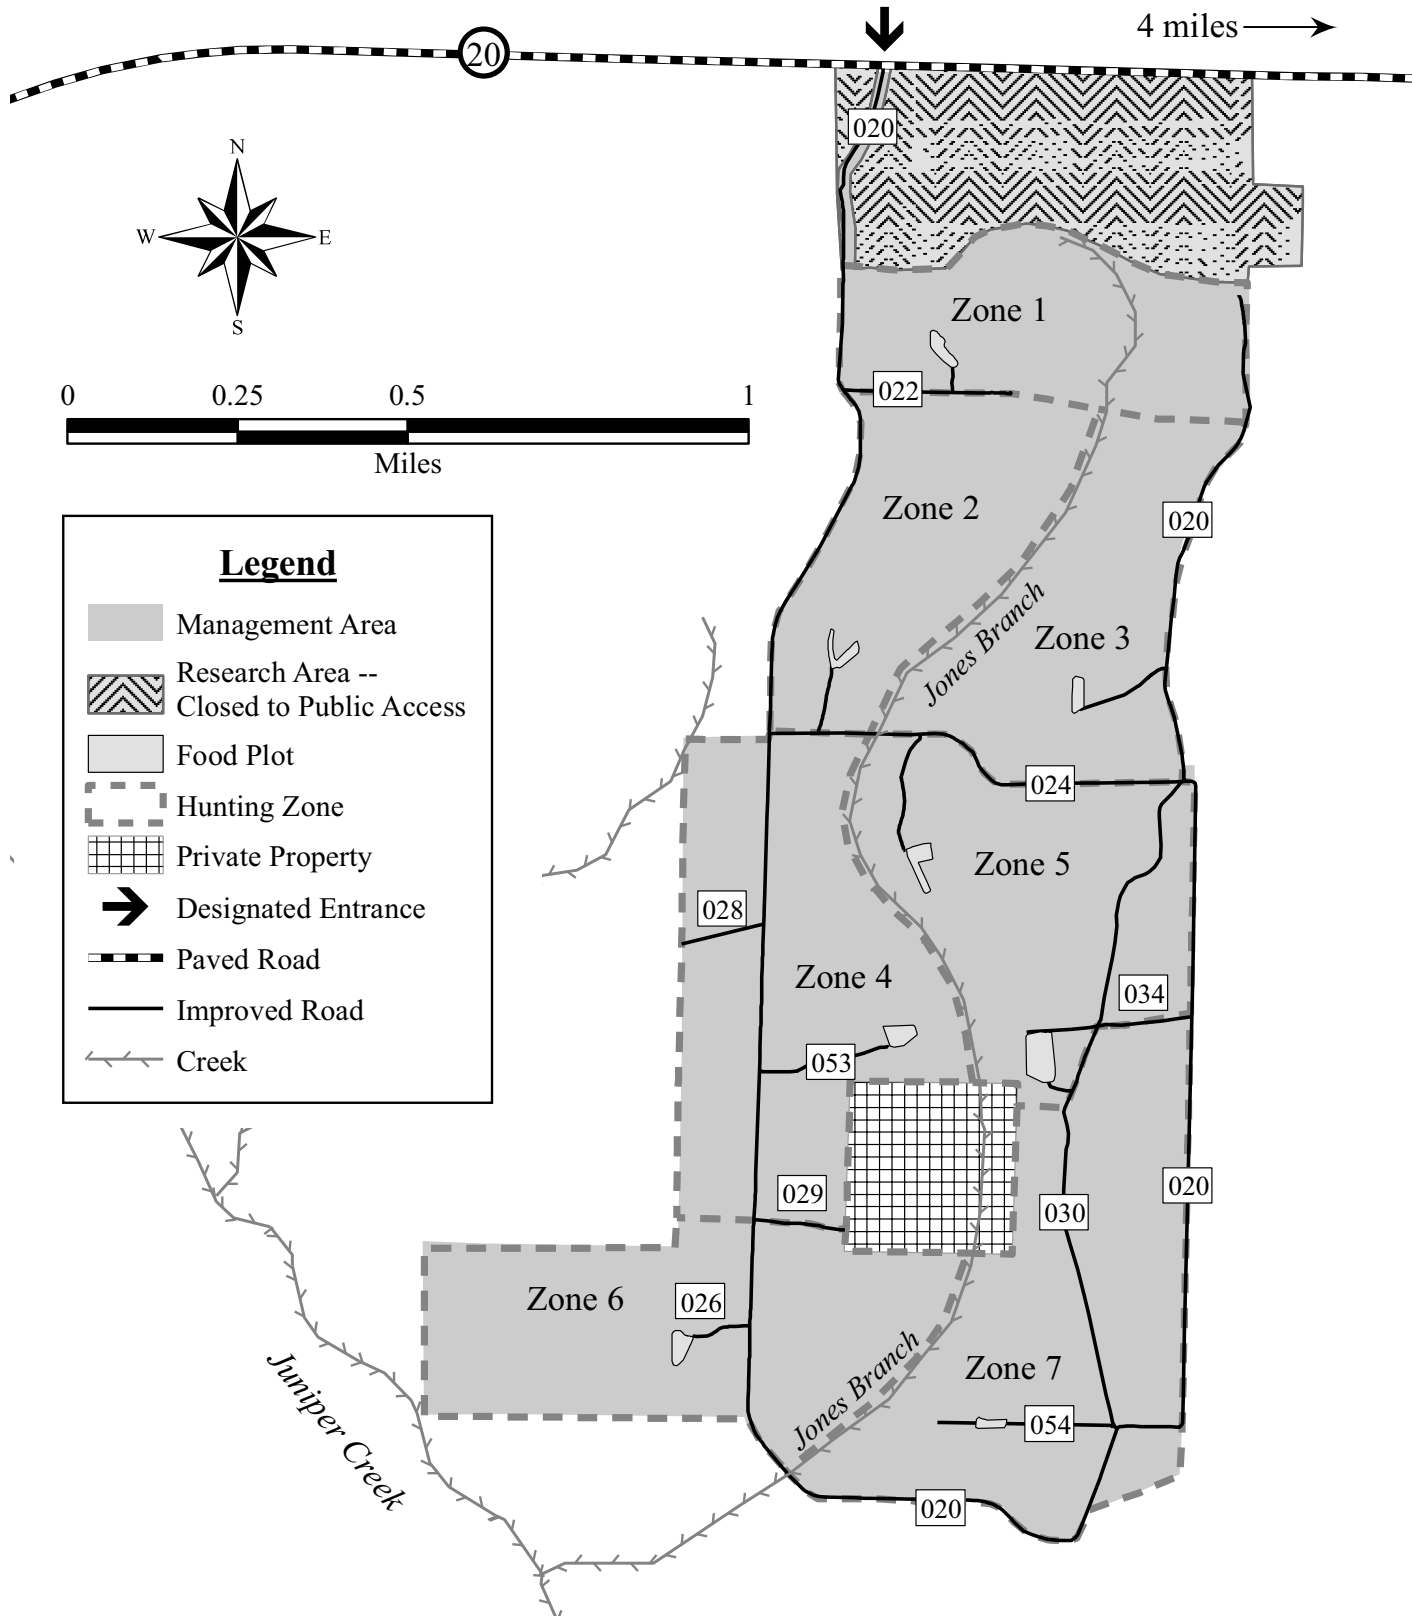 4 miles
20
020
N
W
E
S
Zone 1
0
0.25
0.5
1
Miles
022
Zone 2
020
Legend
Management Area
Research Area --
Closed to Public Access
Food Plot
Hunting Zone
Private Property
Designated Entrance
Paved Road
Improved Road
Creek
Jones Branch
Zone 3
024
Zone 5
028
Zone 4
034
053
029
020
030
Zone 6
026
Juniper Creek
Jones Branch
Zone 7
054
020